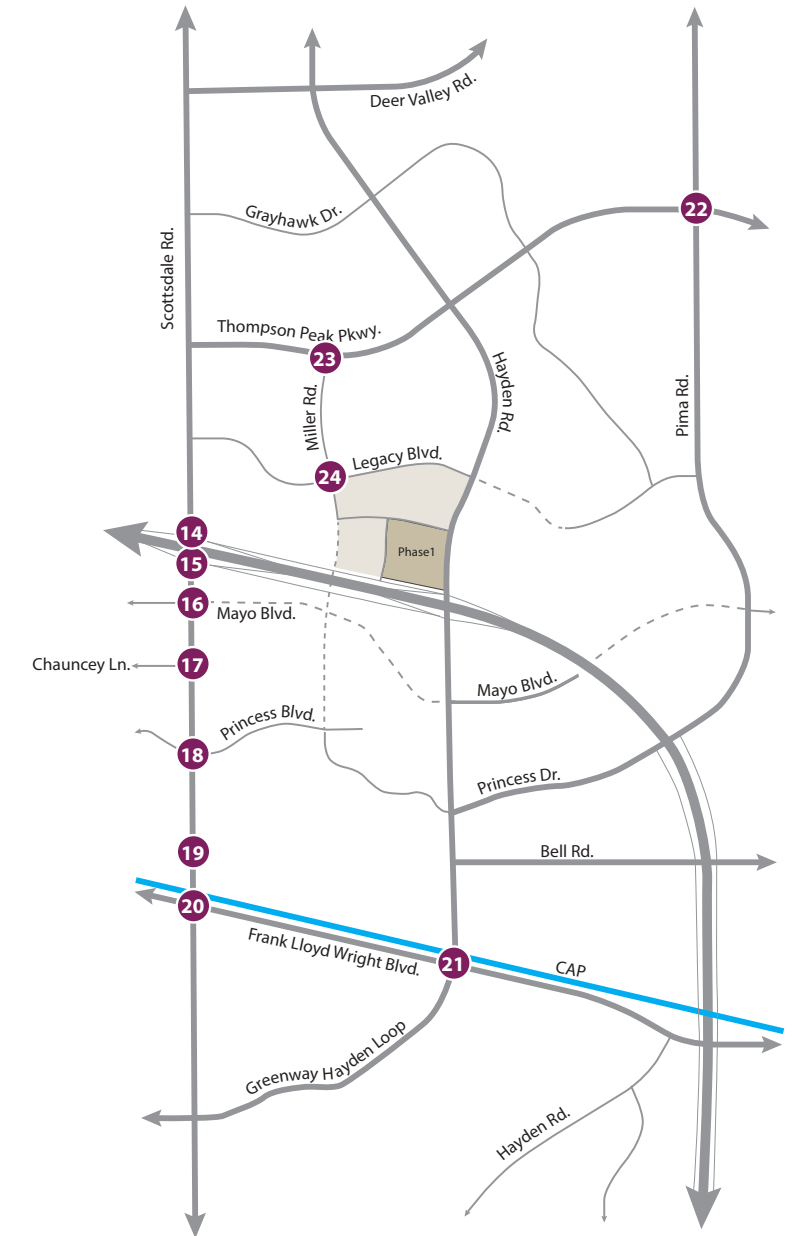 Deer Valley Rd.
Grayhawk Dr.
22
Scottsdale Rd.
Thompson Peak Pkwy.
23
Hayden Rd.
Miller Rd.
Pima Rd.
Legacy Blvd.
24
14
Phase1
15
16
Mayo Blvd.
Chauncey Ln.
17
Mayo Blvd.
Princess Blvd.
18
Princess Dr.
19
Bell Rd.
20
Frank Lloyd Wright Blvd.
21
CAP
Greenway Hayden Loop
Hayden Rd.